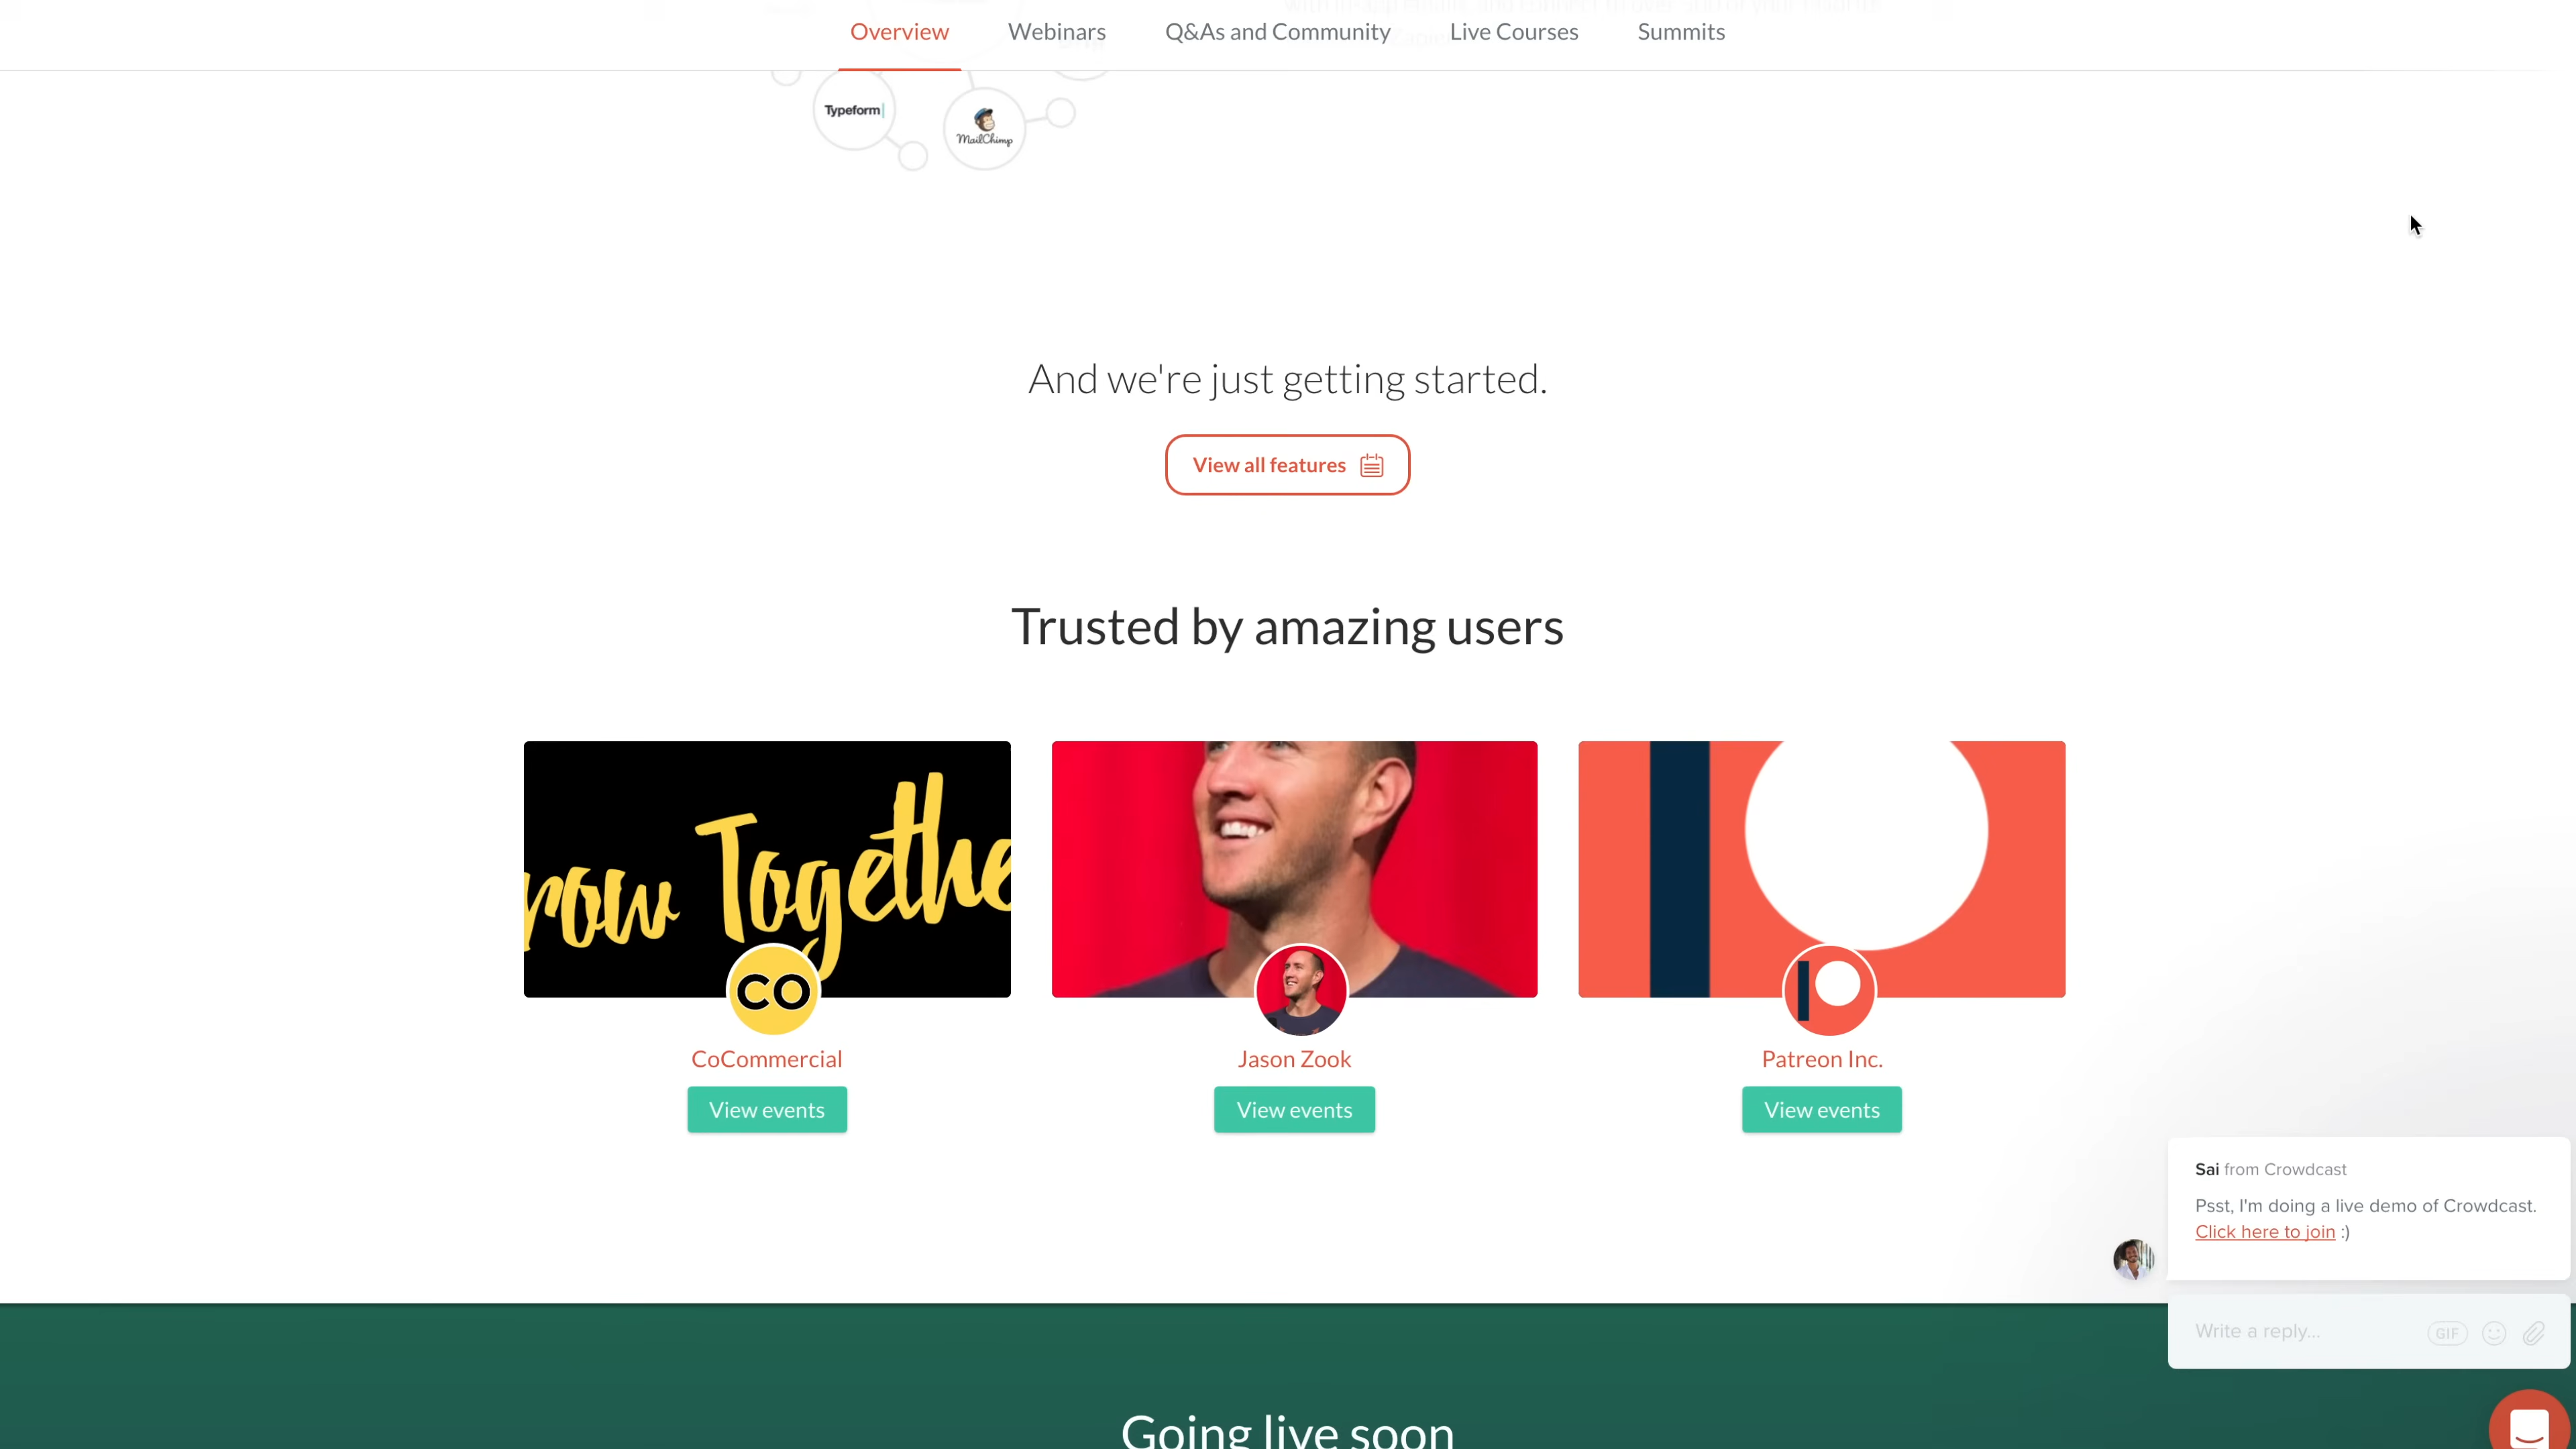 Overview Webinars Q&As and Community Live Courses Summits
Typeform
MailChimp
And we're just getting started.
View all features
Trusted by amazing users
row Togethe
CO
CoCommercial Jason Zook Patreon Inc.
View events View events View events
Sai from Crowdcast
Psst, I'm doing a live demo of Crowdcast.
Click here to join :)
Write a reply...
GIF
Going live soon